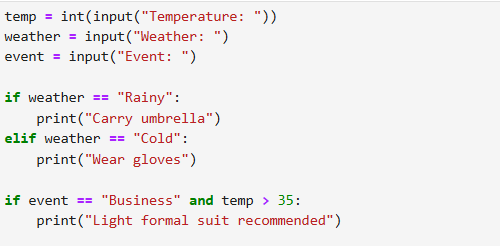 temp = int(input("Temperature: "))
weather = input("Weather: ")
event = input("Event: ")
if weather == "Rainy":
    print("Carry umbrella")
elif weather == "Cold":
    print("Wear gloves")
if event == "Business" and temp > 35:
    print("Light formal suit recommended")